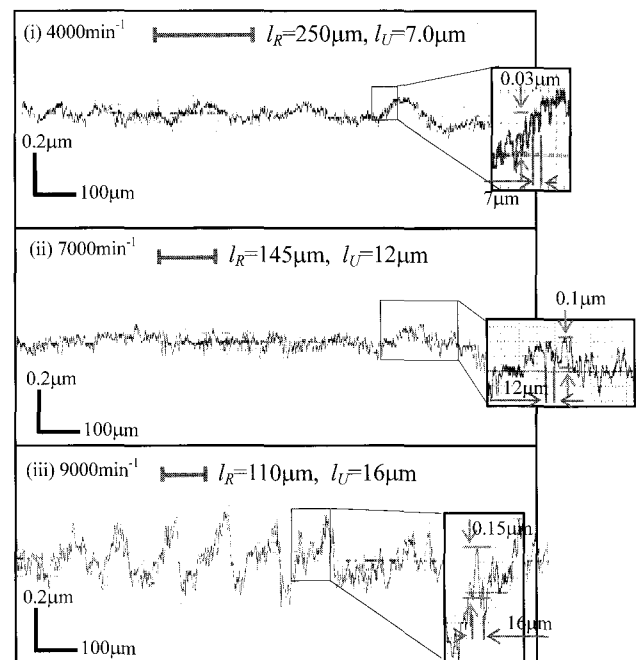 (i) 4000min⁻¹ l_R=250μm, l_U=7.0μm
0.03μm
0.2μm
100μm
7μm
(ii) 7000min⁻¹ l_R=145μm, l_U=12μm
0.1μm
0.2μm
12μm
100μm
(iii) 9000min⁻¹ l_R=110μm, l_U=16μm
0.15μm
0.2μm
16μm
100μm